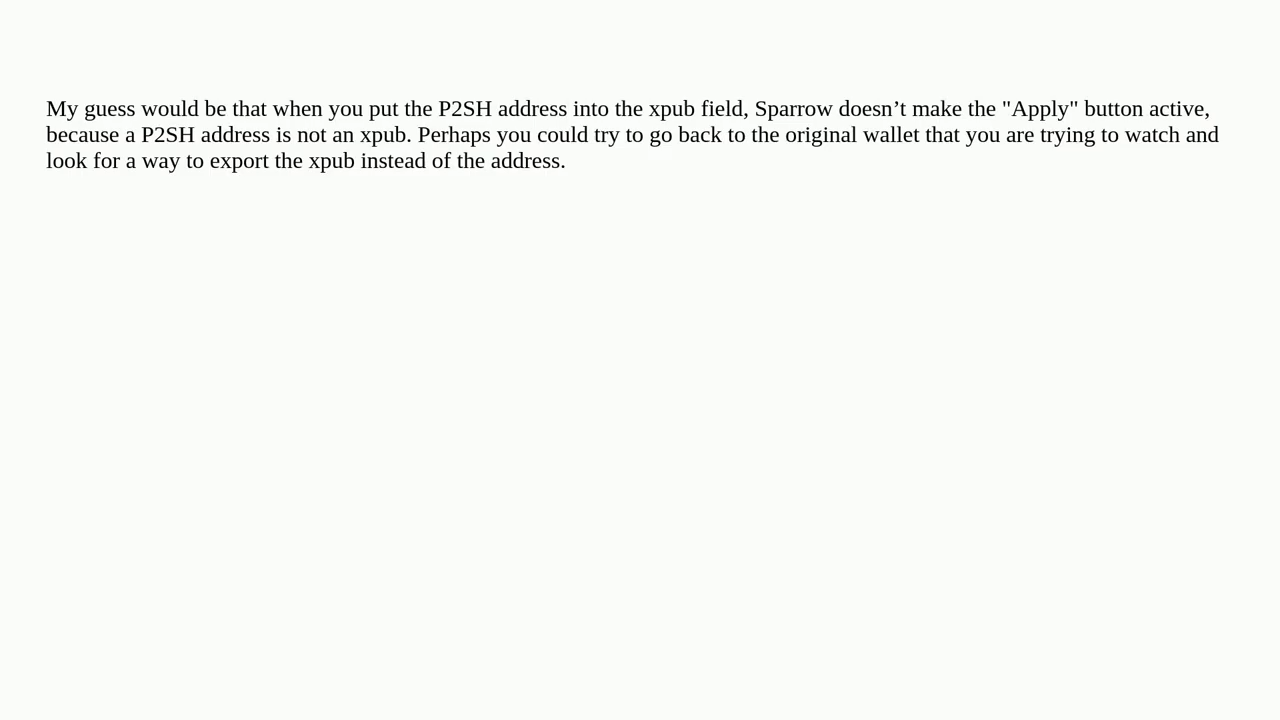 My guess would be that when you put the P2SH address into the xpub field, Sparrow doesn’t make the "Apply" button active,
because a P2SH address is not an xpub. Perhaps you could try to go back to the original wallet that you are trying to watch and
look for a way to export the xpub instead of the address.